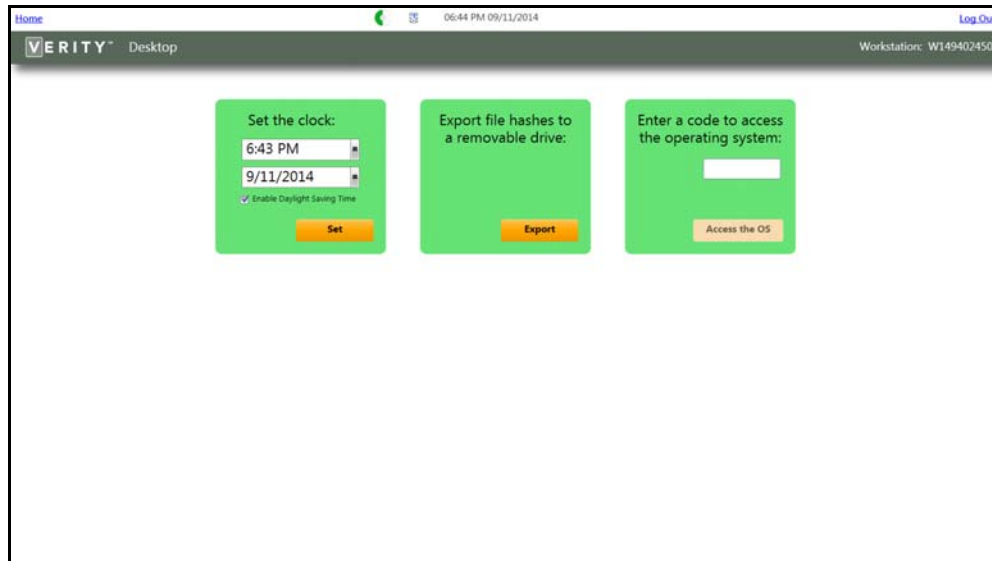 Home 06:44 PM 09/11/2014 Log Ou
VERITY™ Desktop Workstation: W149402450
Set the clock:
6:43 PM
9/11/2014
Enable Daylight Saving Time
Set
Export file hashes to
a removable drive:
Export
Enter a code to access
the operating system:
Access the OS